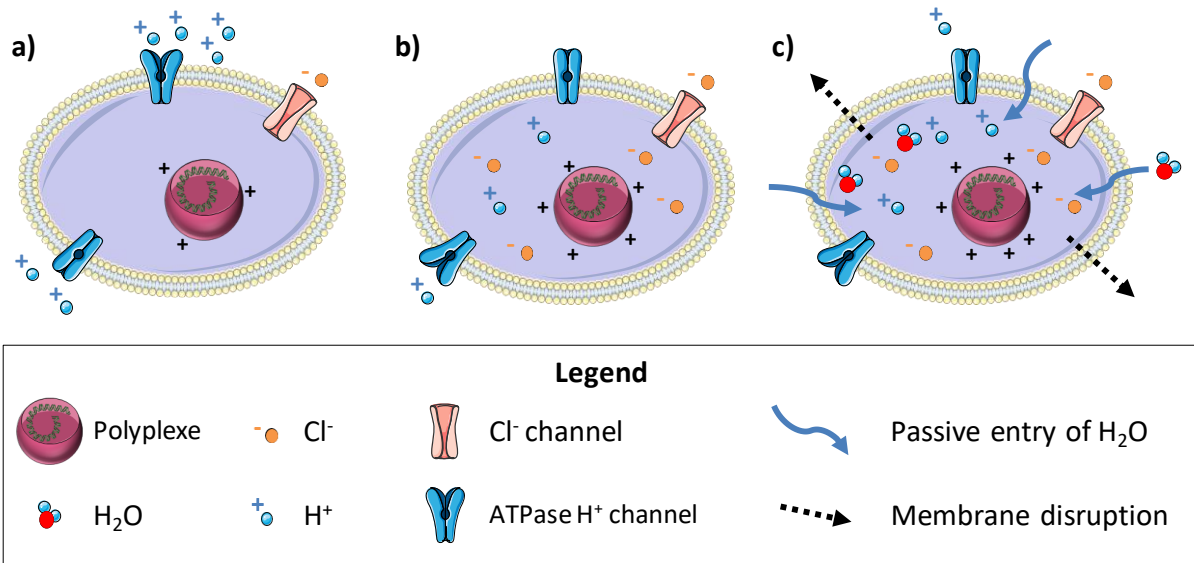 a)
b)
c)
Legend
Polyplexe
Cl⁻
Cl⁻ channel
Passive entry of H₂O
H₂O
H⁺
ATPase H⁺ channel
Membrane disruption